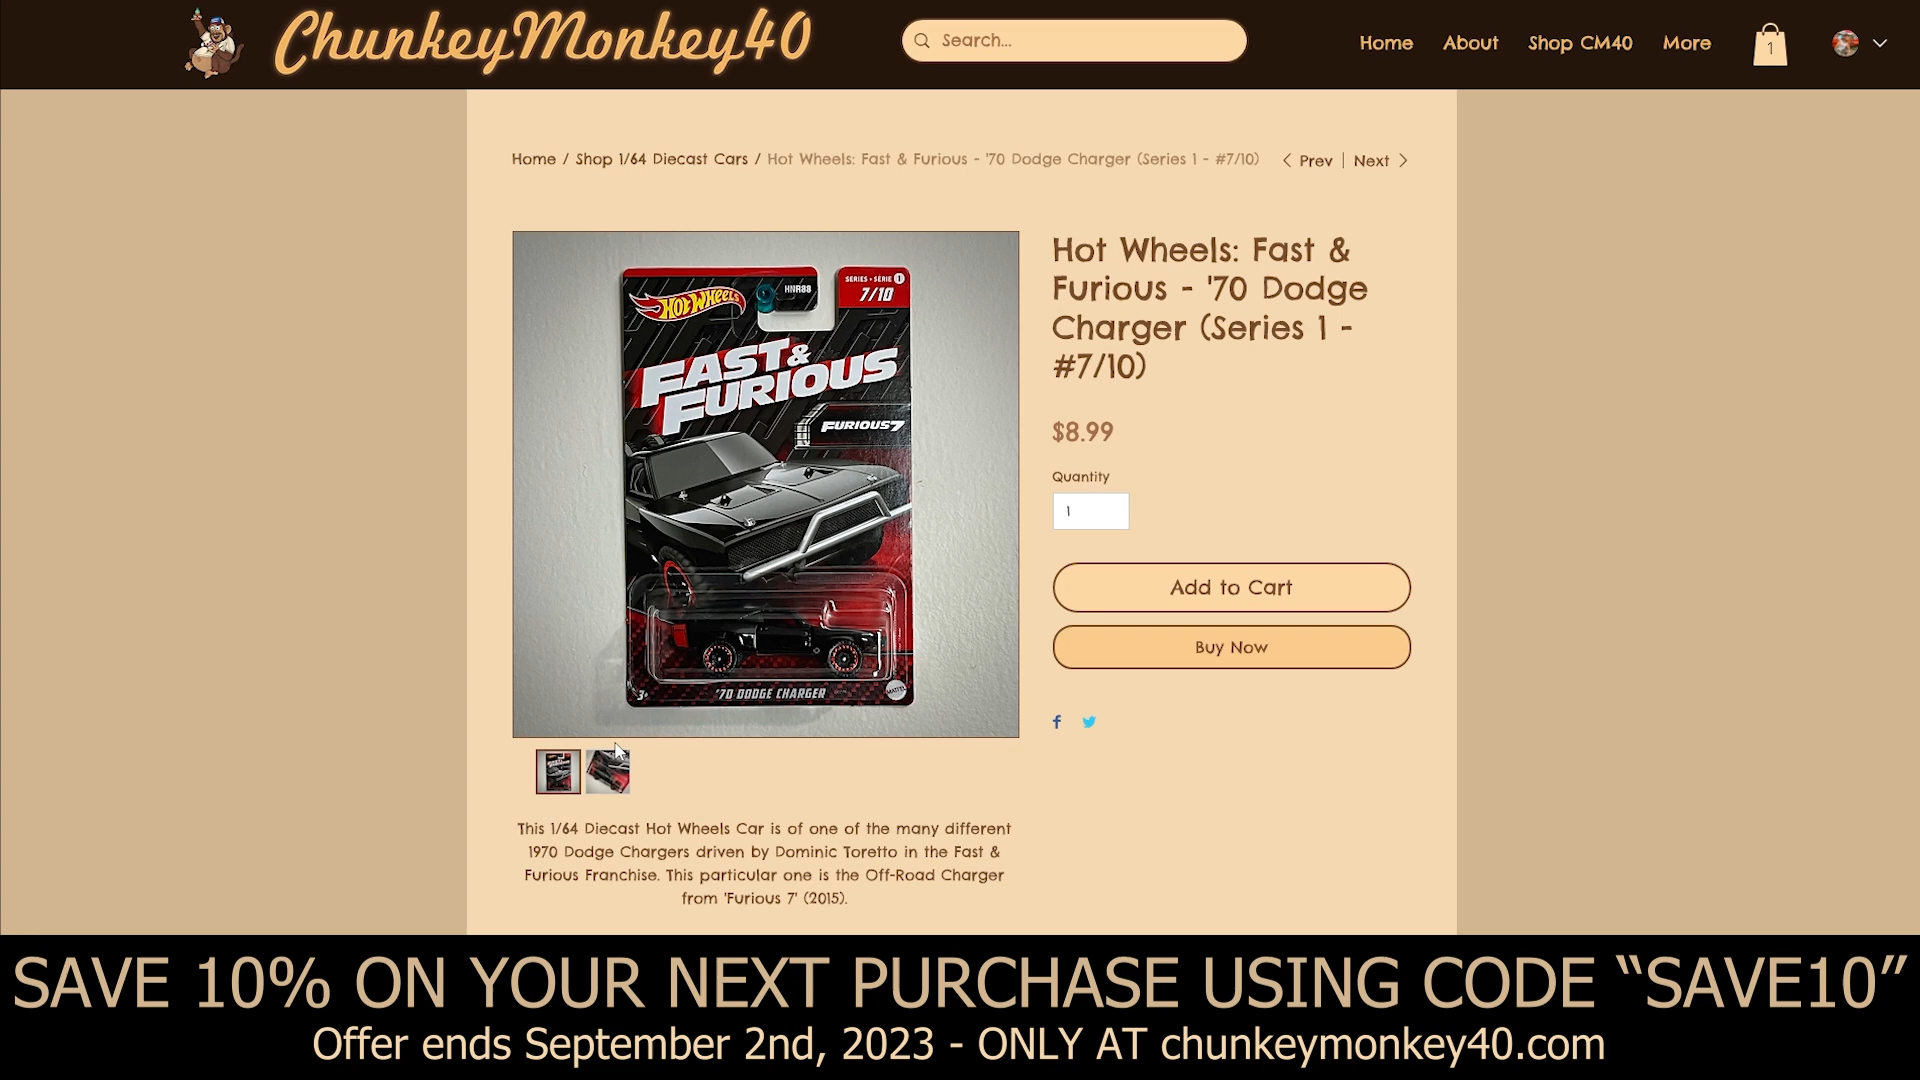 ChunkeyMonkey40
Search...
Home
About
Shop CM40
More
1
Home / Shop 1/64 Diecast Cars / Hot Wheels: Fast & Furious - '70 Dodge Charger (Series 1 - #7/10)
Prev | Next
HOT WHEELS
HNR88
SERIES • SÉRIE 1
7/10
FAST &
FURIOUS
FURIOUS 7
3+
'70 DODGE CHARGER
MATTEL
Hot Wheels: Fast &
Furious - '70 Dodge
Charger (Series 1 -
#7/10)
$8.99
Quantity
1
Add to Cart
Buy Now
This 1/64 Diecast Hot Wheels Car is of one of the many different
1970 Dodge Chargers driven by Dominic Toretto in the Fast &
Furious Franchise. This particular one is the Off-Road Charger
from 'Furious 7' (2015).
SAVE 10% ON YOUR NEXT PURCHASE USING CODE “SAVE10”
Offer ends September 2nd, 2023 - ONLY AT chunkeymonkey40.com